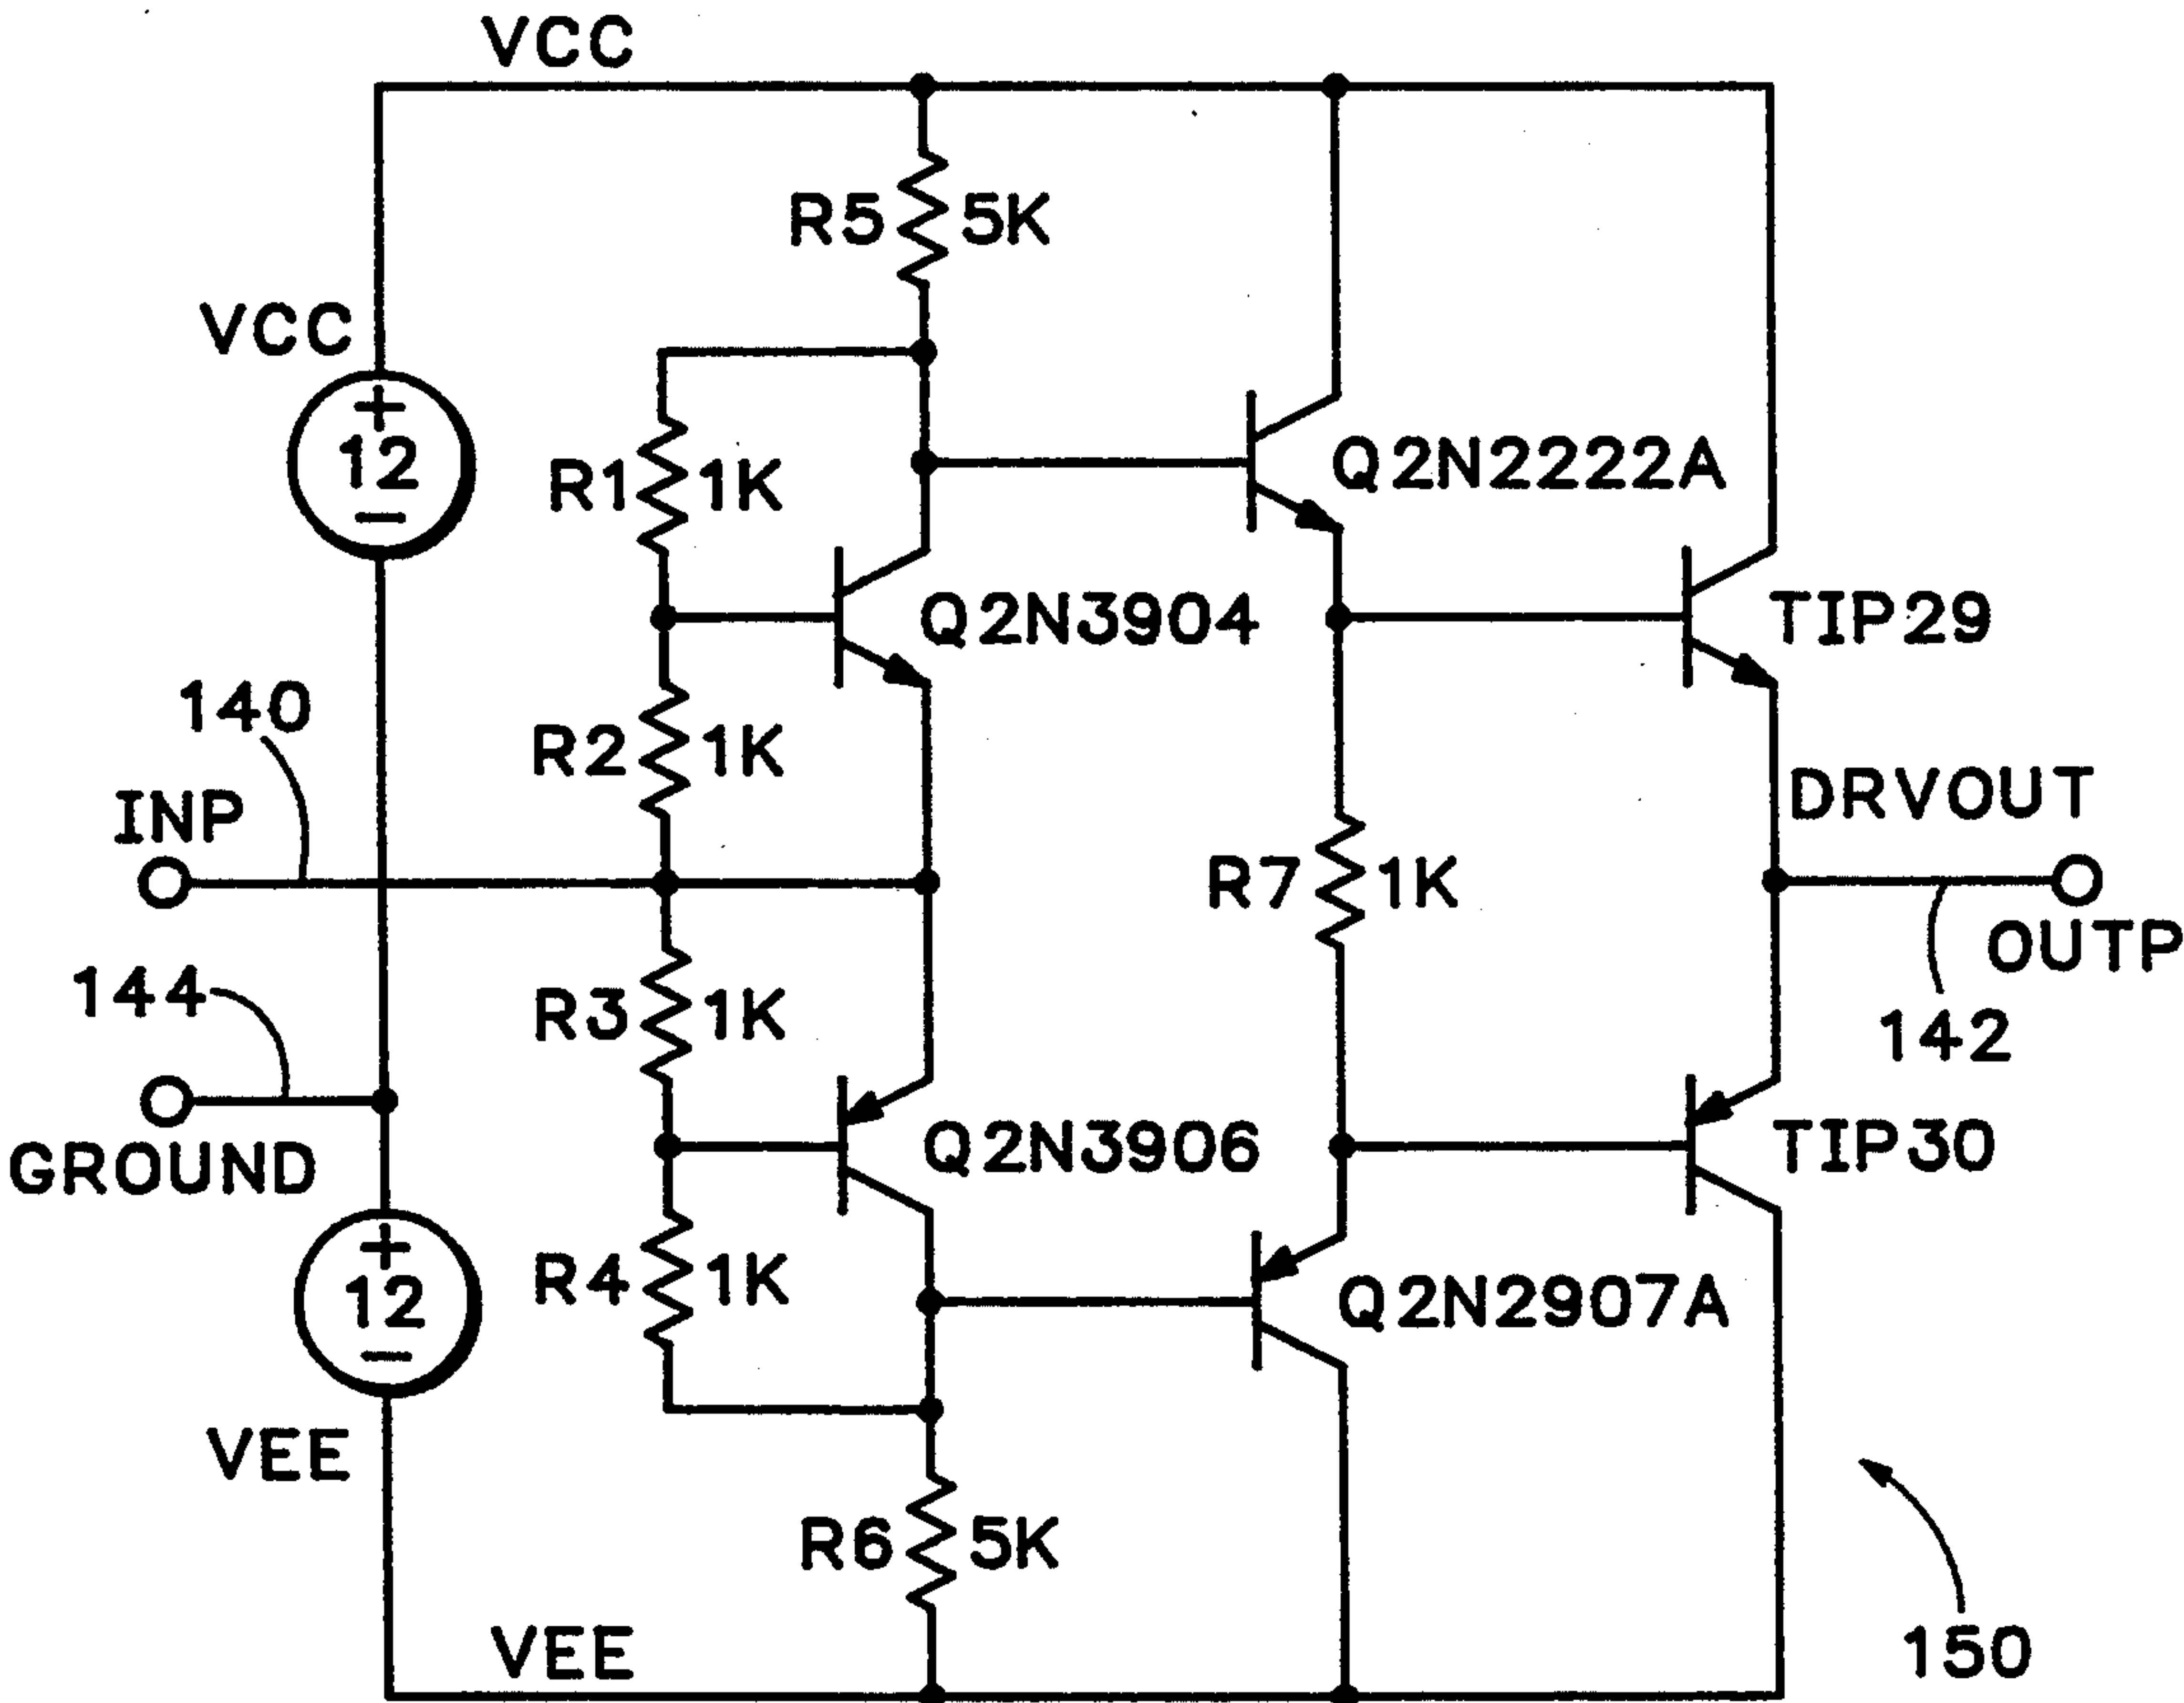 VCC
R5 5K
VCC
+
12
−
R1 1K
Q2N2222A
Q2N3904
TIP29
140
R2 1K
INP
DRVOUT
R7 1K
OUTP
144
R3 1K
142
GROUND
Q2N3906
TIP30
+
12
−
R4 1K
Q2N2907A
VEE
R6 5K
VEE
150